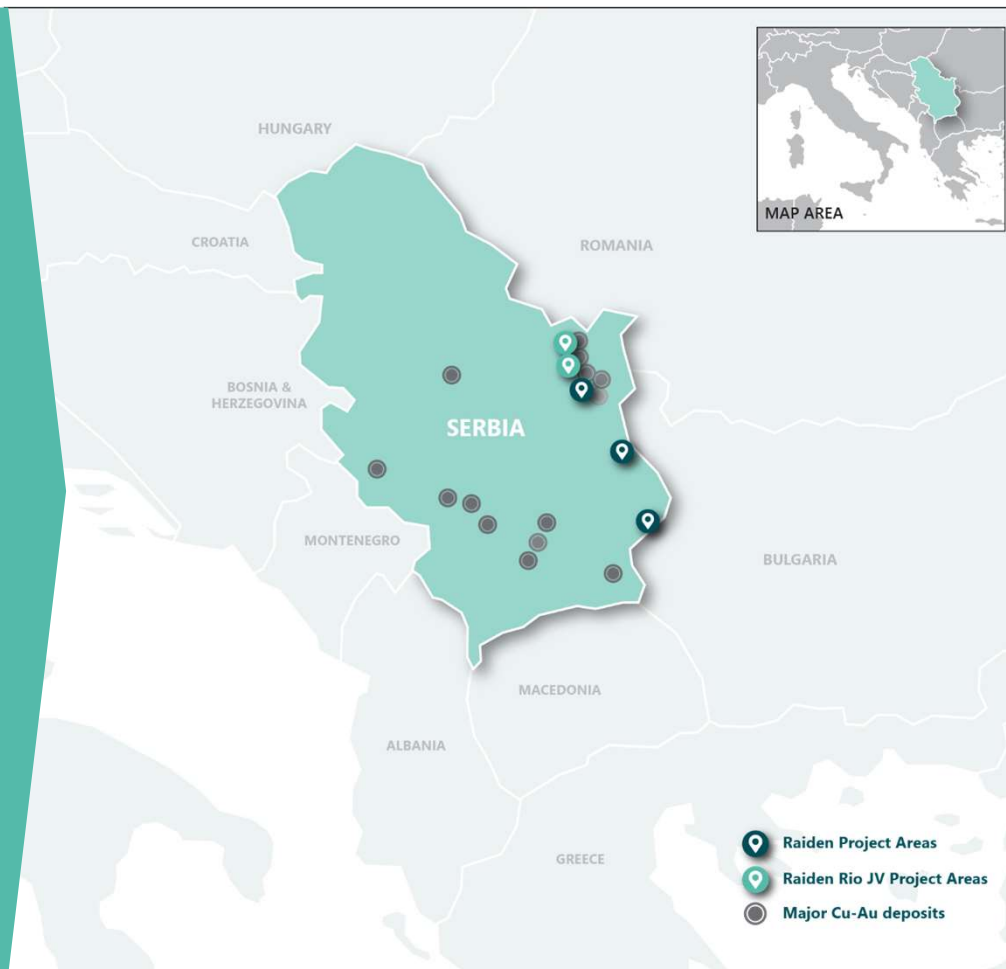 MAP AREA
HUNGARY
CROATIA
ROMANIA
BOSNIA &
HERZEGOVINA
SERBIA
MONTENEGRO
BULGARIA
MACEDONIA
ALBANIA
GREECE
Raiden Project Areas
Raiden Rio JV Project Areas
Major Cu-Au deposits